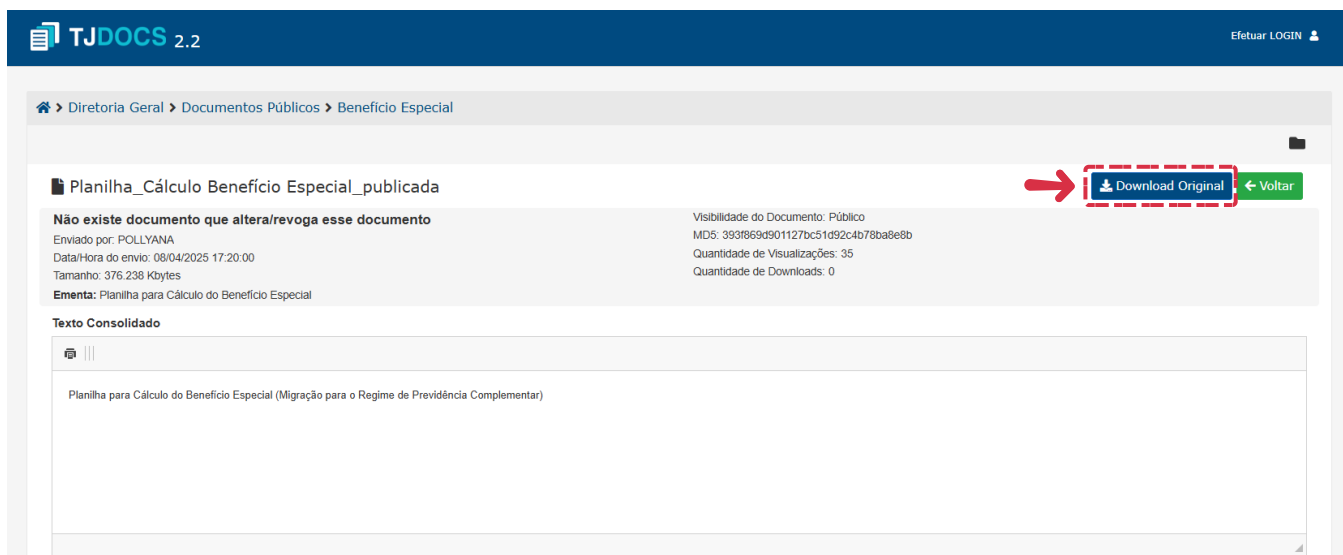 TJDOCS 2.2
Efetuar LOGIN
Diretoria Geral > Documentos Públicos > Benefício Especial
Planilha_Cálculo Benefício Especial_publicada
Download Original
Voltar
Não existe documento que altera/revoga esse documento
Enviado por: POLLYANA
Data/Hora do envio: 08/04/2025 17:20:00
Tamanho: 376.238 Kbytes
Ementa: Planilha para Cálculo do Benefício Especial
Visibilidade do Documento: Público
MD5: 393f869d901127bc51d92c4b78ba8e8b
Quantidade de Visualizações: 35
Quantidade de Downloads: 0
Texto Consolidado
Planilha para Cálculo do Benefício Especial (Migração para o Regime de Previdência Complementar)